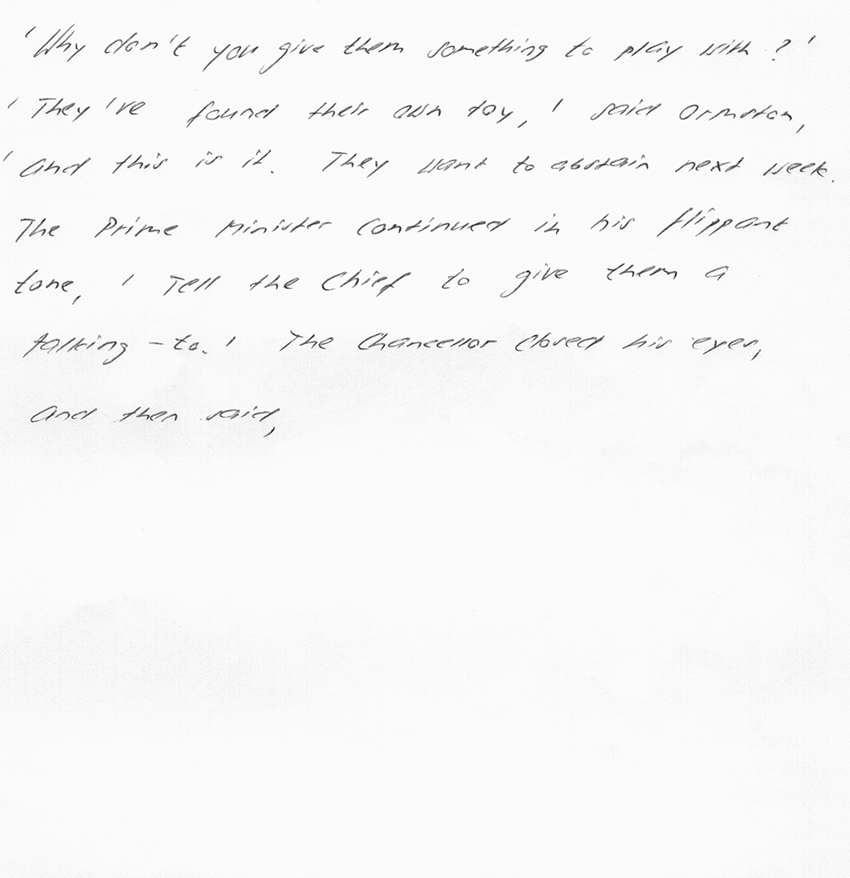 'Why don't you give them something to play with?'
'They've found their own toy,' said Ormston,
'and this is it. They want to abstain next week.
The Prime Minister continued in his flippant
tone, 'Tell the Chief to give them a
talking-to.' The Chancellor closed his eyes,
and then said,